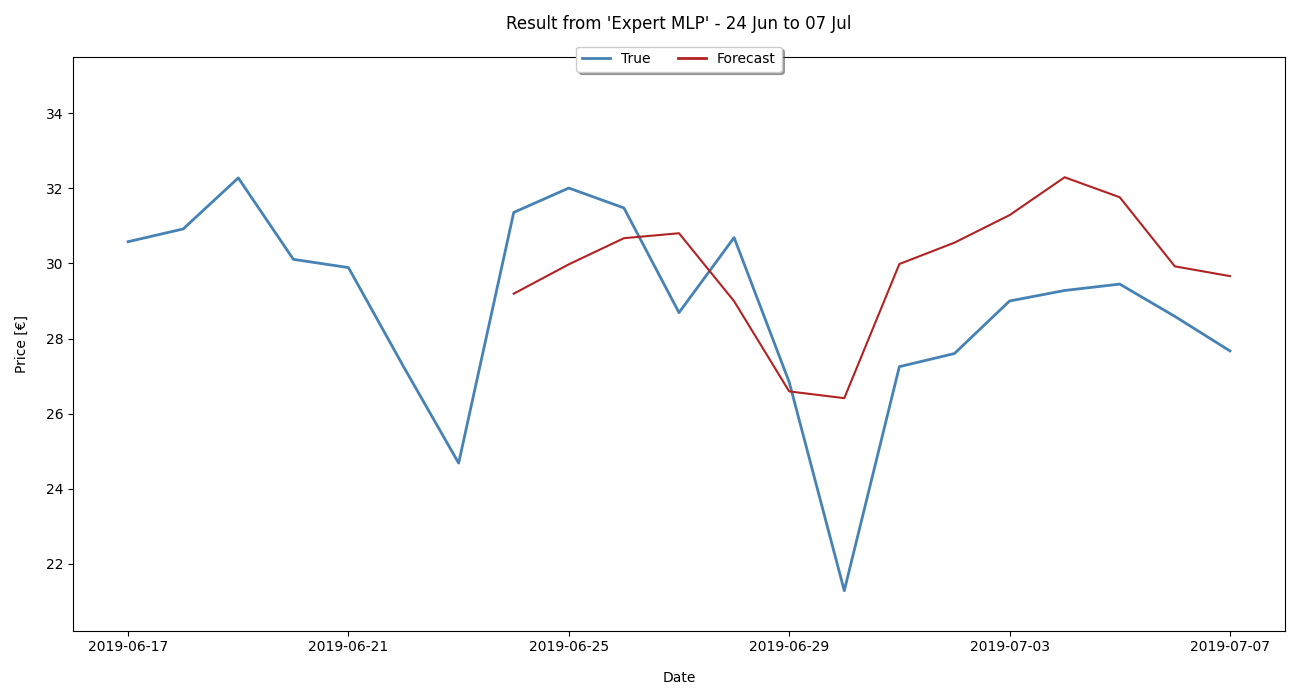 Result from 'Expert MLP' - 24 Jun to 07 Jul
True Forecast
34
32
30
28
26
24
22
Price [€]
2019-06-17 2019-06-21 2019-06-25 2019-06-29 2019-07-03 2019-07-07
Date